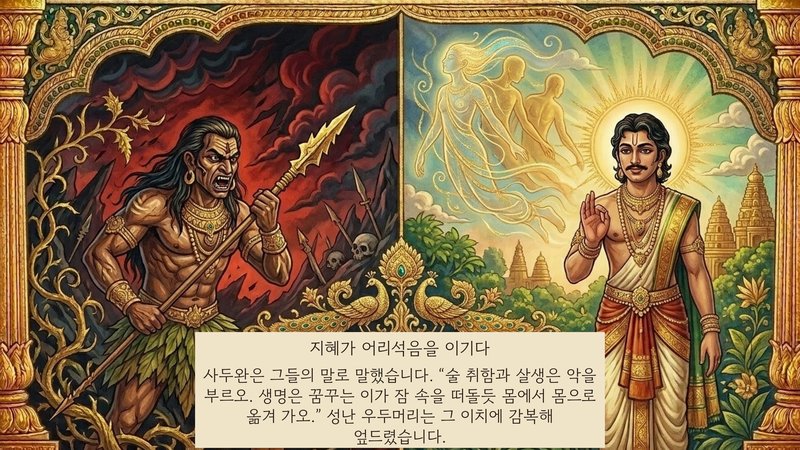 지혜가 어리석음을 이기다
사두완은 그들의 말로 말했습니다. “술 취함과 살생은 악을
부르오. 생명은 꿈꾸는 이가 잠 속을 떠돌듯 몸에서 몸으로
옮겨 가오.” 성난 우두머리는 그 이치에 감복해
엎드렸습니다.